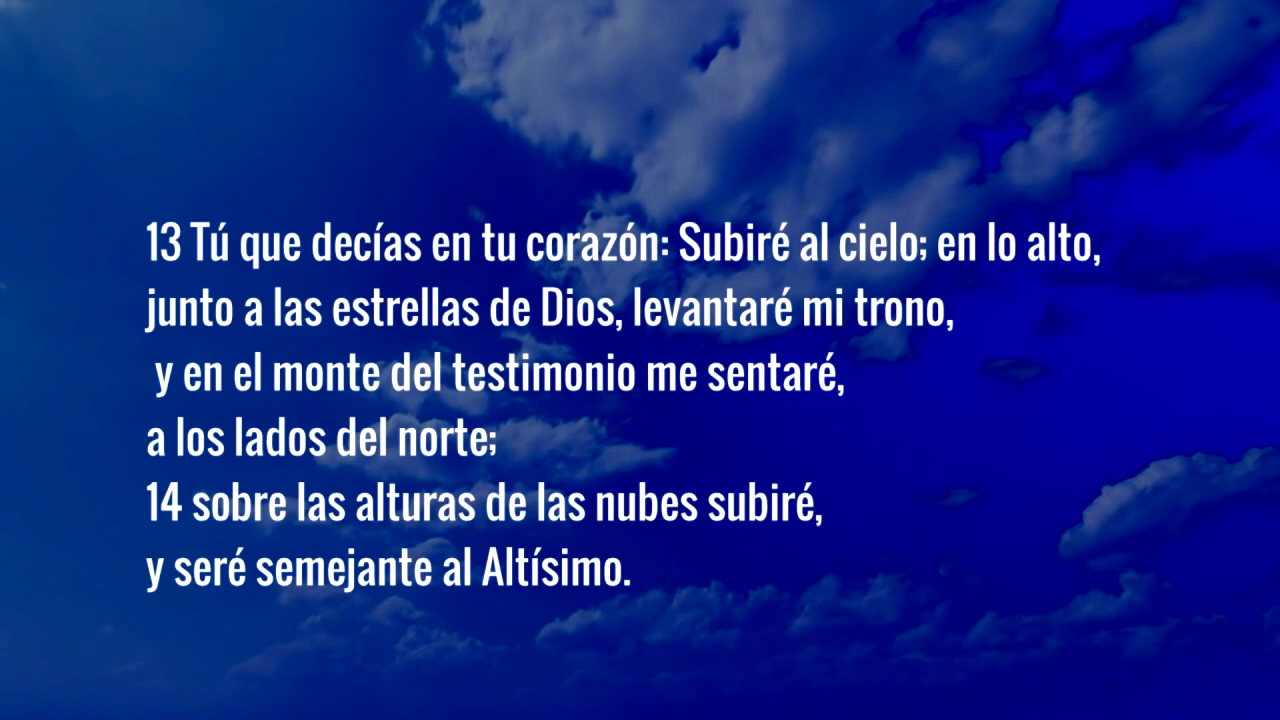 13 Tú que decías en tu corazón: Subiré al cielo; en lo alto,
junto a las estrellas de Dios, levantaré mi trono,
y en el monte del testimonio me sentaré,
a los lados del norte;
14 sobre las alturas de las nubes subiré,
y seré semejante al Altísimo.